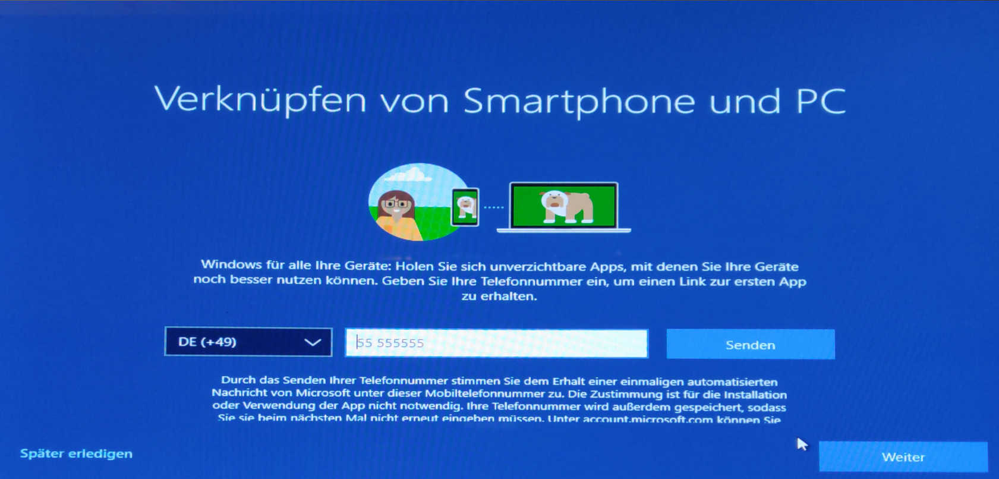 Verknüpfen von Smartphone und PC
Windows für alle Ihre Geräte: Holen Sie sich unverzichtbare Apps, mit denen Sie Ihre Geräte
noch besser nutzen können. Geben Sie Ihre Telefonnummer ein, um einen Link zur ersten App
zu erhalten.
DE (+49)
55 555555
Senden
Durch das Senden Ihrer Telefonnummer stimmen Sie dem Erhalt einer einmaligen automatisierten
Nachricht von Microsoft unter dieser Mobiltelefonnummer zu. Die Zustimmung ist für die Installation
oder Verwendung der App nicht notwendig. Ihre Telefonnummer wird außerdem gespeichert, sodass
Sie sie beim nächsten Mal nicht erneut eingeben müssen. Unter account.microsoft.com können Sie
Später erledigen
Weiter